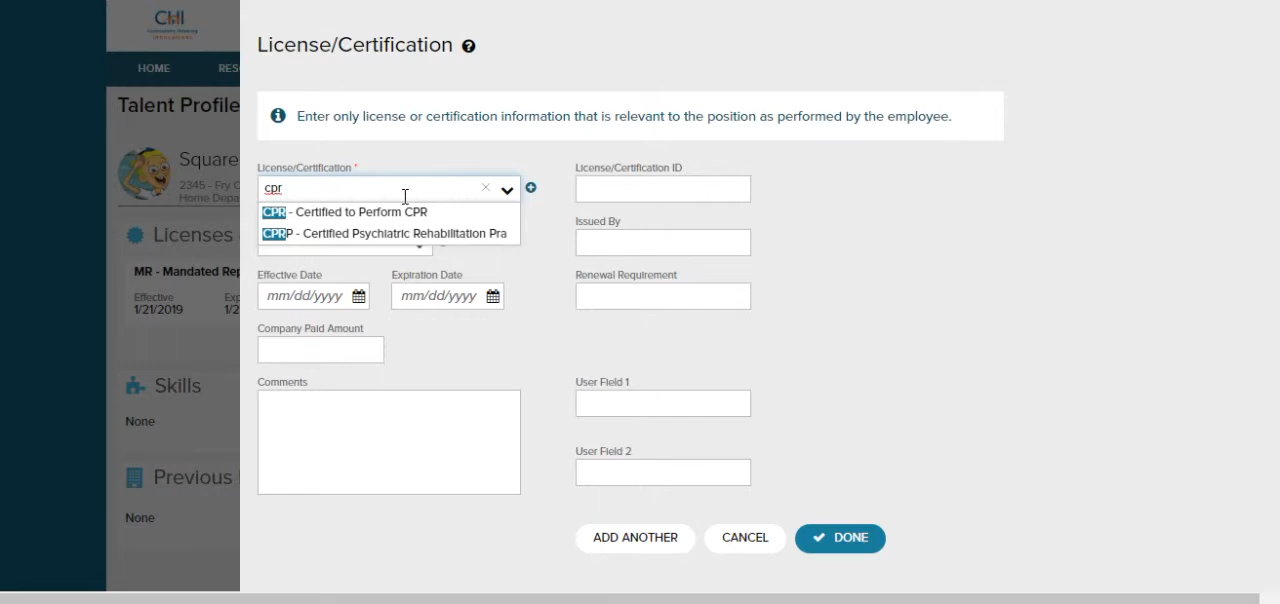 CHI
HOME
RES
Talent Profile
Square
2345 - Fry C
Home Depa
Licenses
MR - Mandated Rep
Effective
Exp
1/21/2019
1/2
Skills
None
Previous
None
License/Certification
Enter only license or certification information that is relevant to the position as performed by the employee.
License/Certification *
License/Certification ID
cpr
CPR - Certified to Perform CPR
CPRP - Certified Psychiatric Rehabilitation Pra
Issued By
Effective Date
Expiration Date
Renewal Requirement
mm/dd/yyyy
mm/dd/yyyy
Company Paid Amount
Comments
User Field 1
User Field 2
ADD ANOTHER
CANCEL
DONE